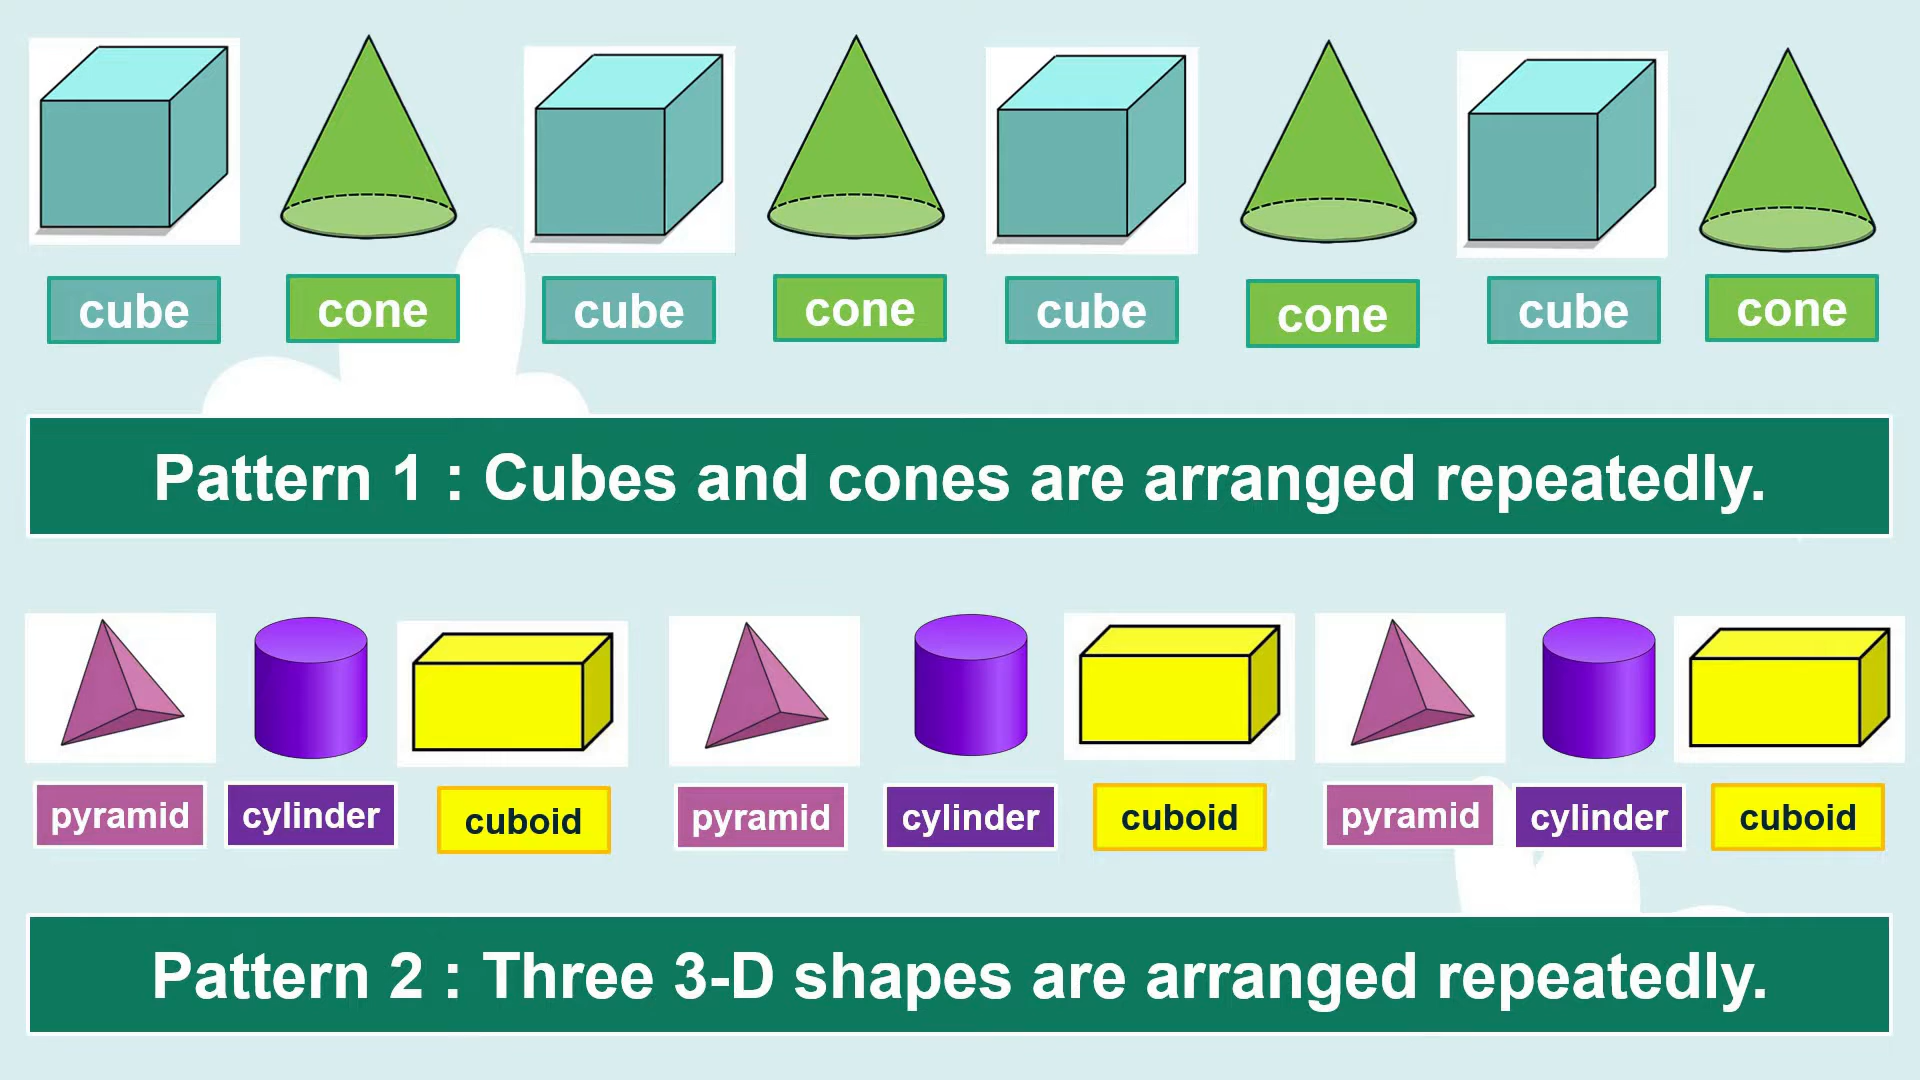 cube cone cube cone cube cone cube cone
Pattern 1 : Cubes and cones are arranged repeatedly.
pyramid cylinder cuboid pyramid cylinder cuboid pyramid cylinder cuboid
Pattern 2 : Three 3-D shapes are arranged repeatedly.